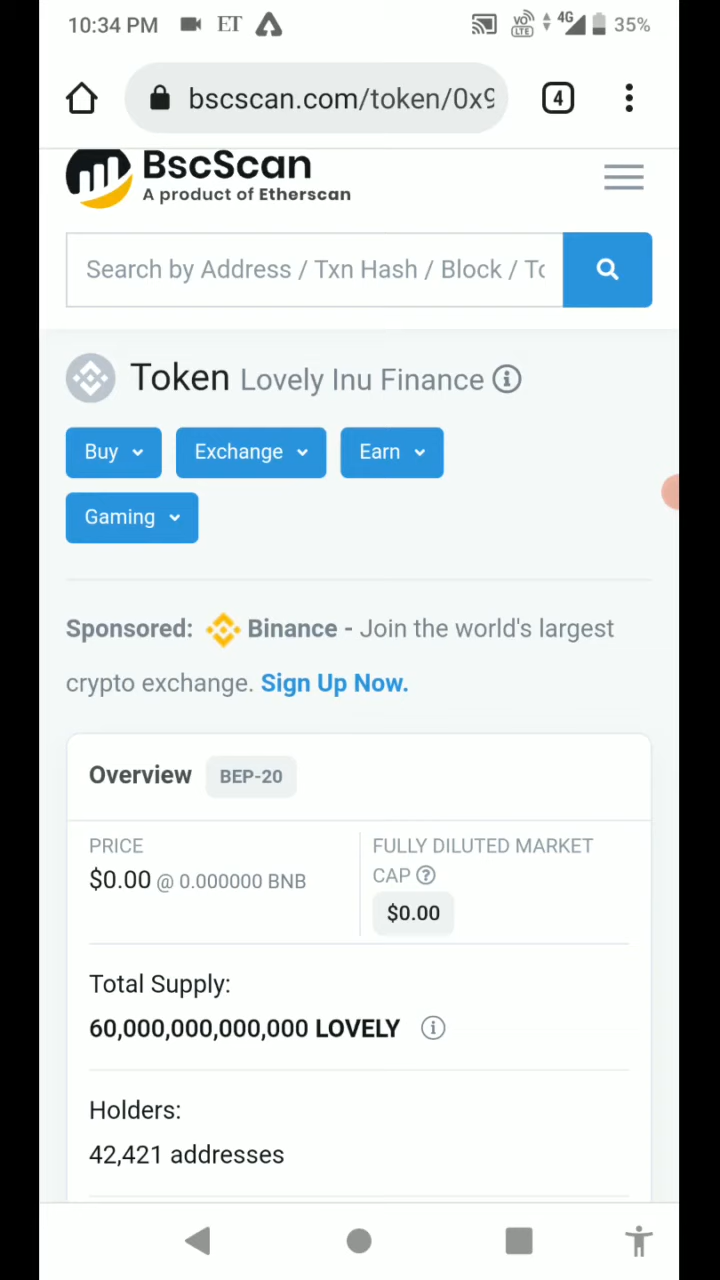 10:34 PM ET VO LTE 4G 35%
bscscan.com/token/0x9
4
BscScan
A product of Etherscan
Search by Address / Txn Hash / Block / To
Token Lovely Inu Finance
Buy Exchange Earn
Gaming
Sponsored: Binance - Join the world's largest
crypto exchange. Sign Up Now.
Overview BEP-20
PRICE
$0.00 @ 0.000000 BNB
FULLY DILUTED MARKET
CAP
$0.00
Total Supply:
60,000,000,000,000 LOVELY
Holders:
42,421 addresses